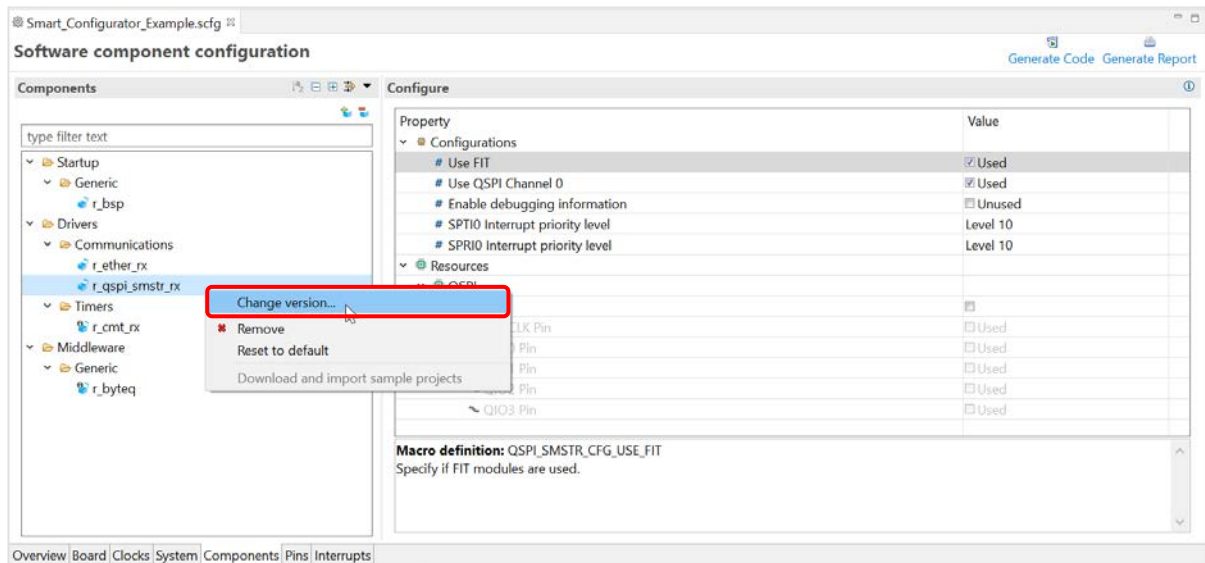 Smart_Configurator_Example.scfg
Software component configuration
Generate Code Generate Report
Components
Configure
type filter text
Startup
Generic
r_bsp
Drivers
Communications
r_ether_rx
r_qspi_smstr_rx
Timers
r_cmt_rx
Middleware
Generic
r_byteq
Change version...
Remove
Reset to default
Download and import sample projects
Property Value
Configurations
# Use FIT Used
# Use QSPI Channel 0 Used
# Enable debugging information Unused
# SPTI0 Interrupt priority level Level 10
# SPRI0 Interrupt priority level Level 10
Resources
QSPI
CLK Pin Used
Pin Used
Pin Used
Pin Used
QIO3 Pin Used
Macro definition: QSPI_SMSTR_CFG_USE_FIT
Specify if FIT modules are used.
Overview Board Clocks System Components Pins Interrupts